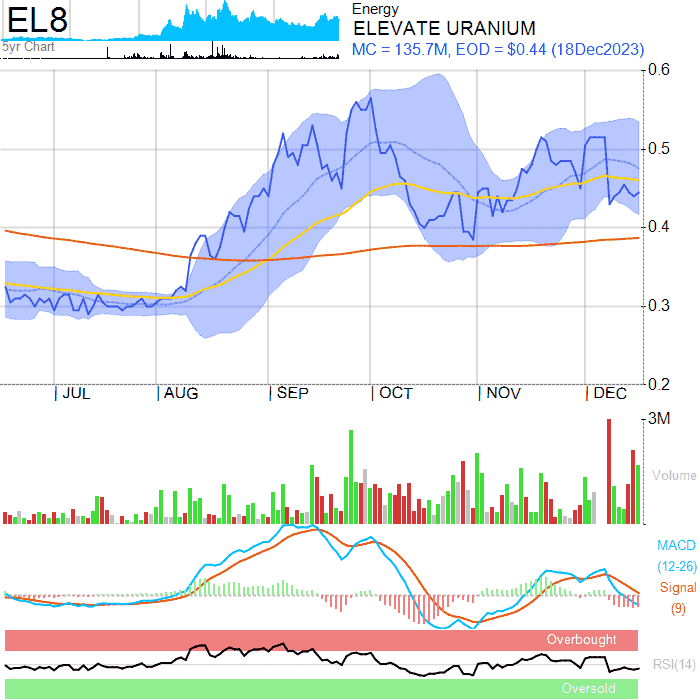 EL8
5yr Chart
Energy
ELEVATE URANIUM
MC = 135.7M, EOD = $0.44 (18Dec2023)
0.6
0.5
0.4
0.3
0.2
JUL AUG SEP OCT NOV DEC
3M
Volume
MACD
(12-26)
Signal
(9)
Overbought
RSI(14)
Oversold